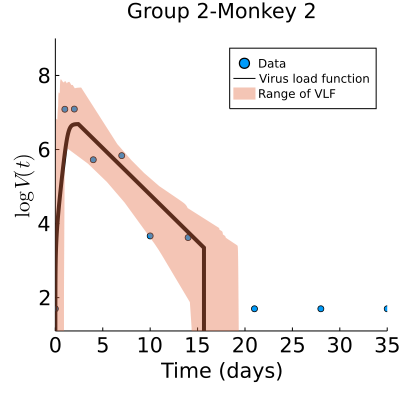 Group 2-Monkey 2
Data
Virus load function
Range of VLF
log V(t)
8
6
4
2
0 5 10 15 20 25 30 35
Time (days)